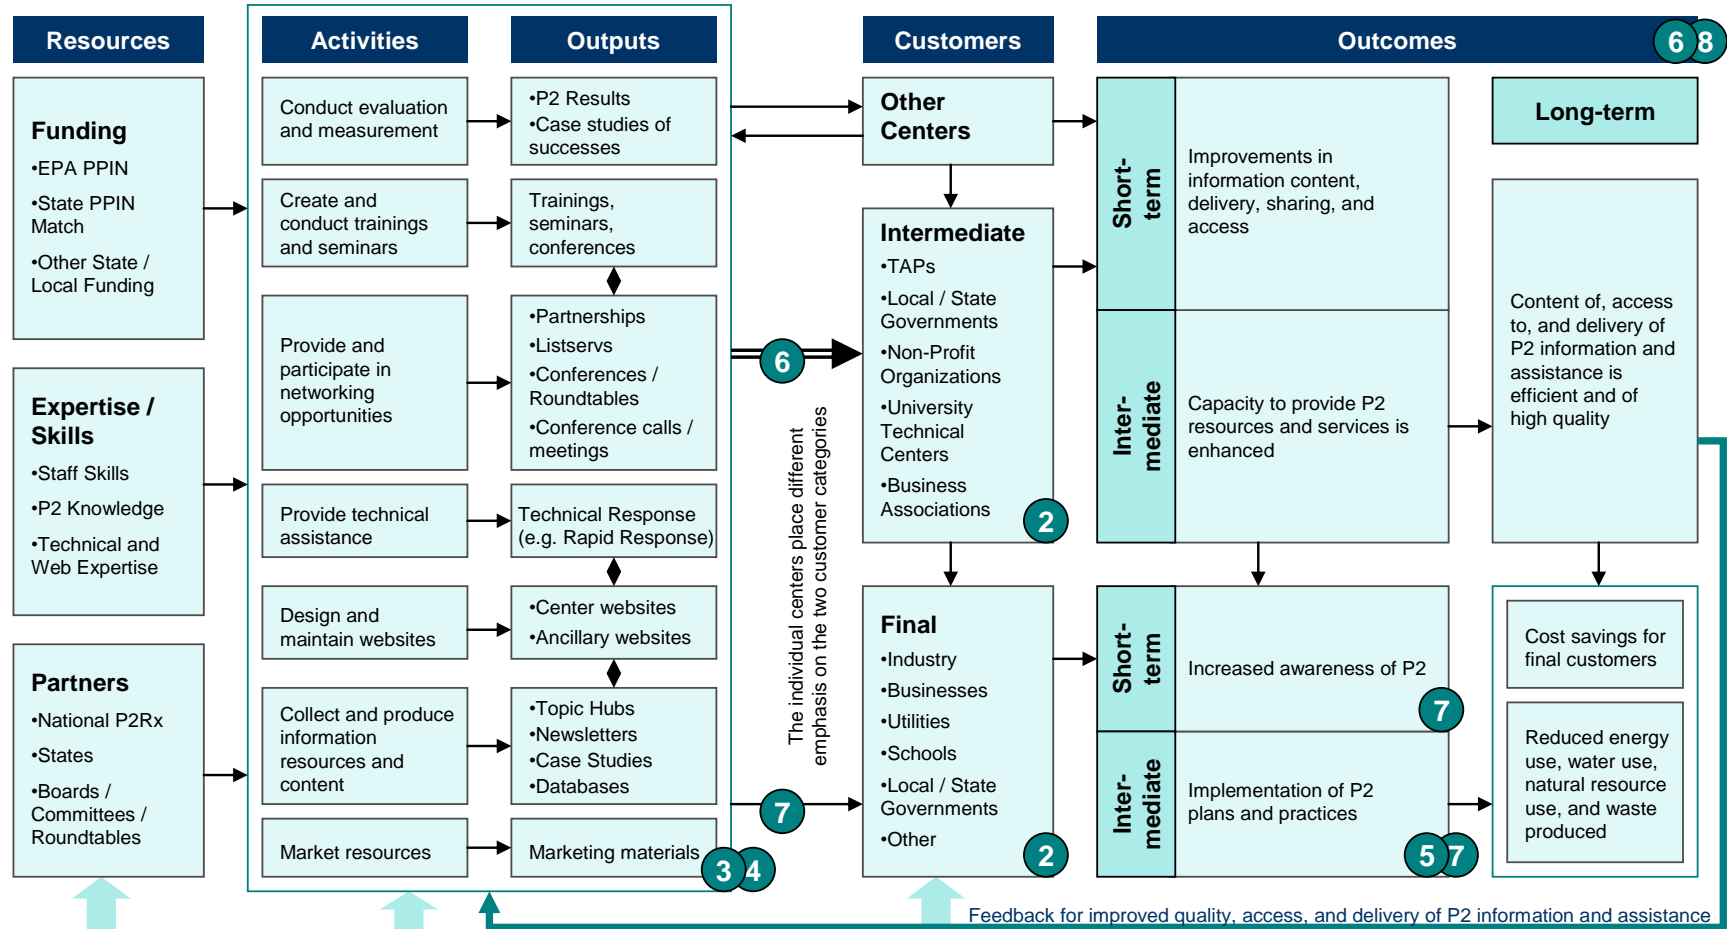 Resources
Activities
Outputs
Customers
Outcomes
6
8
Funding
•EPA PPIN
•State PPIN
Match
•Other State /
Local Funding
Expertise /
Skills
•Staff Skills
•P2 Knowledge
•Technical and
Web Expertise
Partners
•National P2Rx
•States
•Boards /
Committees /
Roundtables
Conduct evaluation
and measurement
•P2 Results
•Case studies of
successes
Create and
conduct trainings
and seminars
Trainings,
seminars,
conferences
Provide and
participate in
networking
opportunities
•Partnerships
•Listservs
•Conferences /
Roundtables
•Conference calls /
meetings
Provide technical
assistance
Technical Response
(e.g. Rapid Response)
Design and
maintain websites
•Center websites
•Ancillary websites
Collect and produce
information
resources and
content
•Topic Hubs
•Newsletters
•Case Studies
•Databases
Market resources
Marketing materials
3
4
6
The individual centers place different
emphasis on the two customer categories
7
Other
Centers
Intermediate
•TAPs
•Local / State
Governments
•Non-Profit
Organizations
•University
Technical
Centers
•Business
Associations
2
Final
•Industry
•Businesses
•Utilities
•Schools
•Local / State
Governments
•Other
2
Short-
term
Improvements in
information content,
delivery, sharing, and
access
Inter-
mediate
Capacity to provide P2
resources and services is
enhanced
Short-
term
Increased awareness of P2
7
Inter-
mediate
Implementation of P2
plans and practices
5
7
Long-term
Content of, access
to, and delivery of
P2 information and
assistance is
efficient and of
high quality
Cost savings for
final customers
Reduced energy
use, water use,
natural resource
use, and waste
produced
Feedback for improved quality, access, and delivery of P2 information and assistance